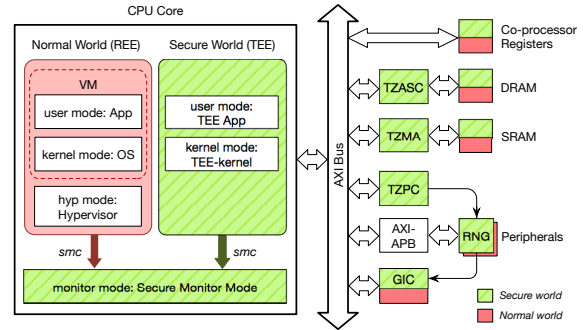 CPU Core
Normal World (REE)
Secure World (TEE)
VM
user mode: App
kernel mode: OS
hyp mode:
Hypervisor
user mode:
TEE App
kernel mode:
TEE-kernel
smc
smc
monitor mode: Secure Monitor Mode
AXI Bus
Co-processor
Registers
TZASC
DRAM
TZMA
SRAM
TZPC
AXI-
APB
RNG
Peripherals
GIC
Secure world
Normal world